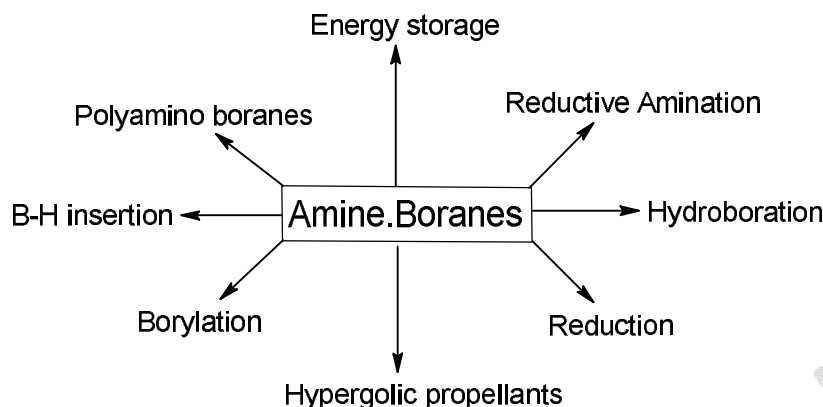 Energy storage
Reductive Amination
Polyamino boranes
Amine.Boranes
B-H insertion
Hydroboration
Borylation
Reduction
Hypergolic propellants